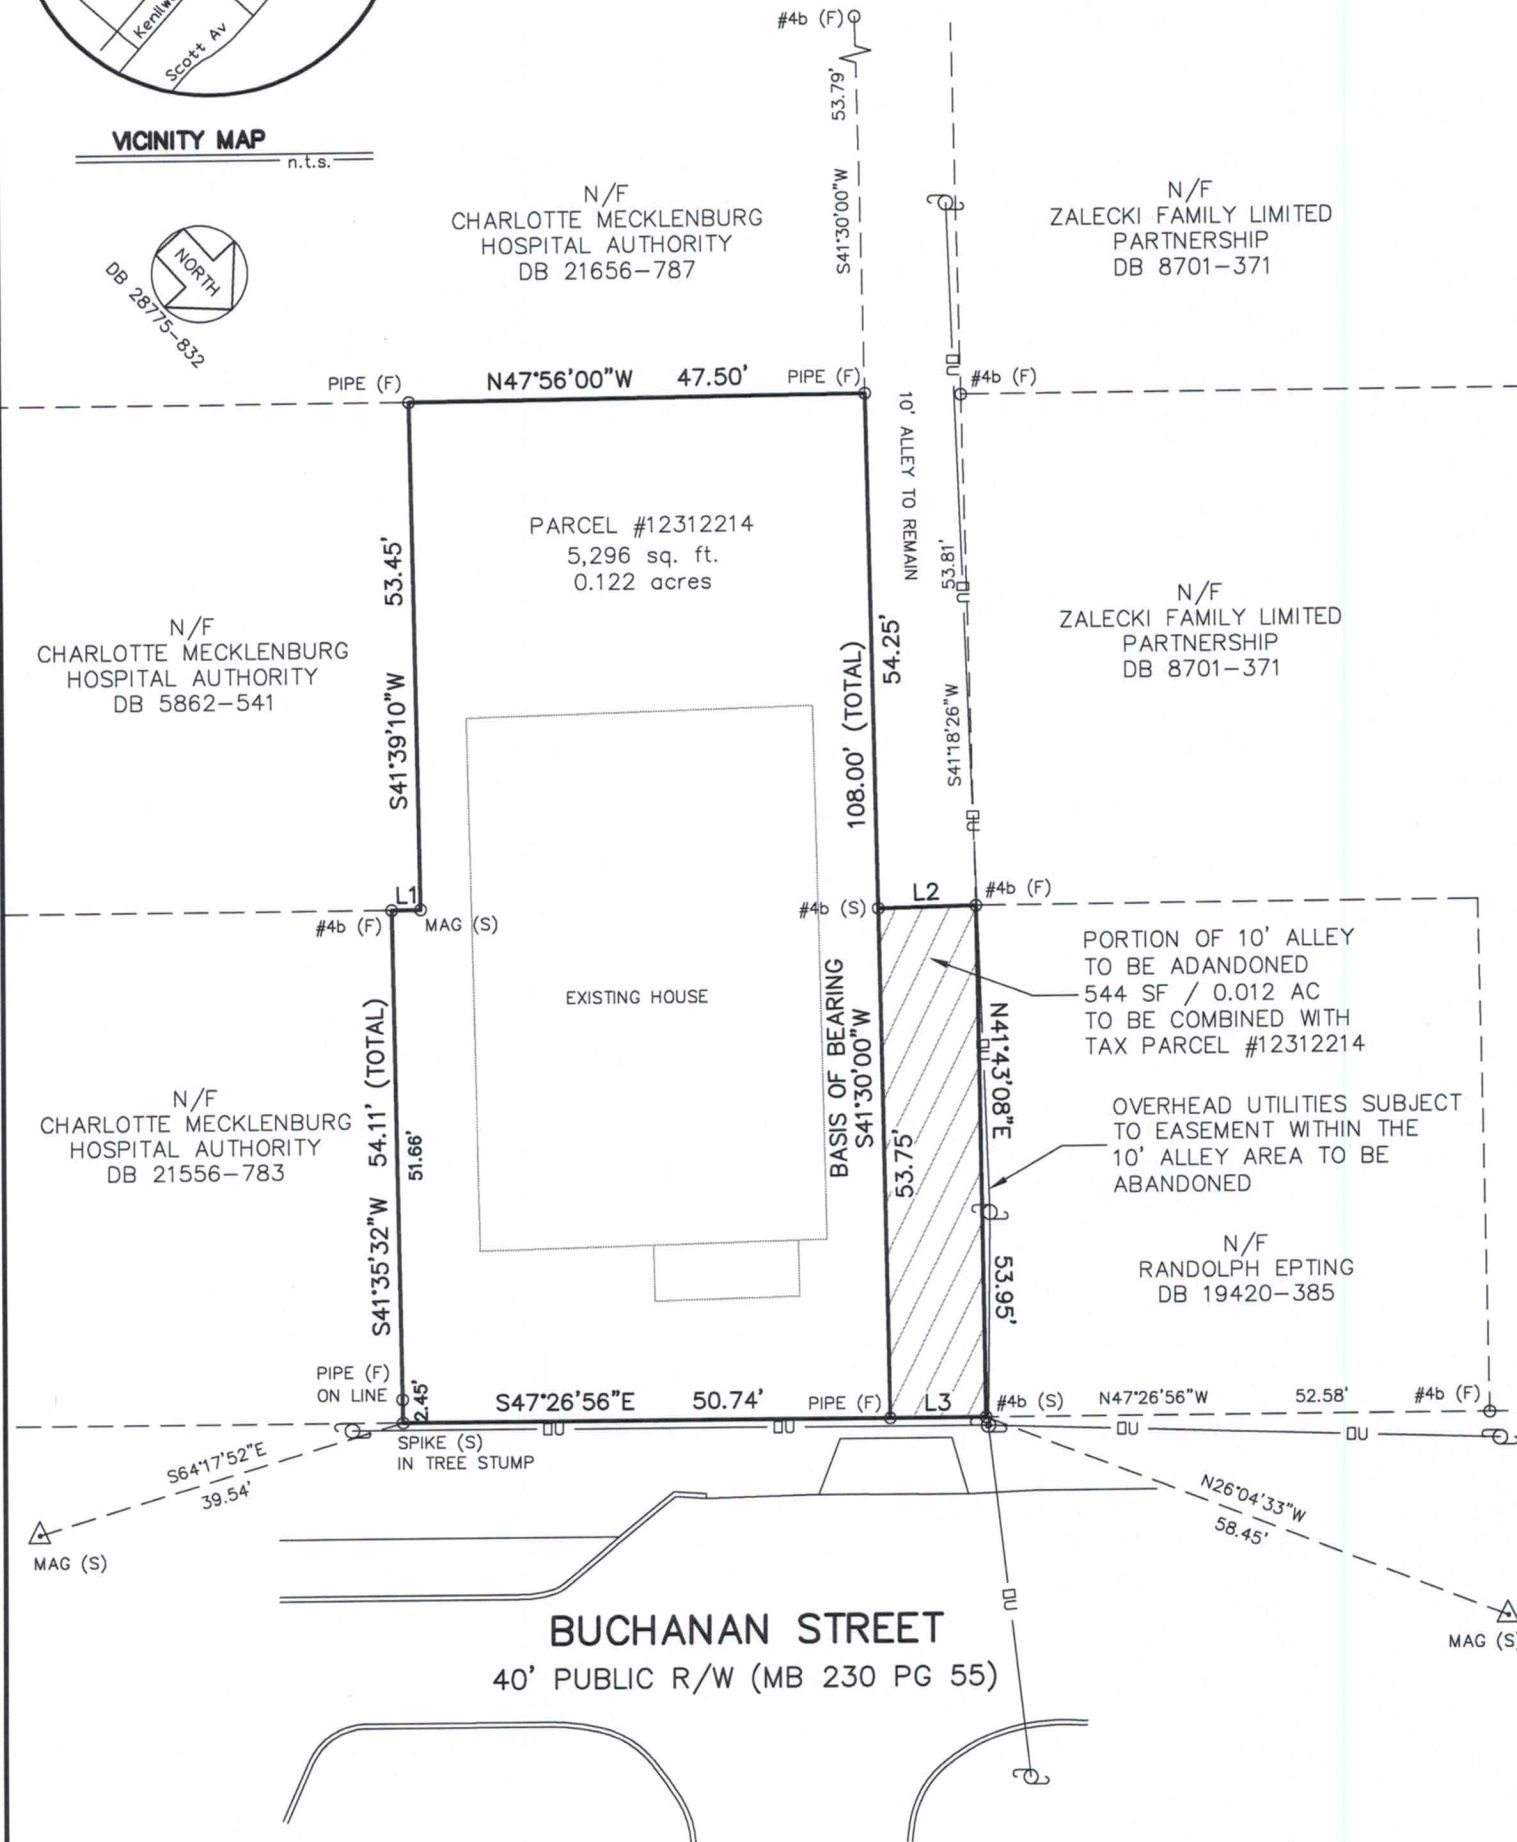 Kenilw
Scott Av
VICINITY MAP
n.t.s.
NORTH
DB 28775-832
#4b (F)
53.79'
S41°30'00"W
N/F
CHARLOTTE MECKLENBURG
HOSPITAL AUTHORITY
DB 21656-787
N/F
ZALECKI FAMILY LIMITED
PARTNERSHIP
DB 8701-371
PIPE (F)
N47°56'00"W 47.50'
PIPE (F)
#4b (F)
10' ALLEY TO REMAIN
PARCEL #12312214
5,296 sq. ft.
0.122 acres
53.45'
S41°39'10"W
108.00' (TOTAL)
54.25'
53.81'
S41°18'26"W
OU
OU
OU
N/F
CHARLOTTE MECKLENBURG
HOSPITAL AUTHORITY
DB 5862-541
N/F
ZALECKI FAMILY LIMITED
PARTNERSHIP
DB 8701-371
L1
#4b (F)
MAG (S)
#4b (S)
L2
#4b (F)
EXISTING HOUSE
PORTION OF 10' ALLEY
TO BE ADANDONED
544 SF / 0.012 AC
TO BE COMBINED WITH
TAX PARCEL #12312214
OVERHEAD UTILITIES SUBJECT
TO EASEMENT WITHIN THE
10' ALLEY AREA TO BE
ABANDONED
BASIS OF BEARING
S41°30'00"W
53.75'
N41°43'08"E
OU
53.95'
N/F
CHARLOTTE MECKLENBURG
HOSPITAL AUTHORITY
DB 21556-783
S41°35'32"W 54.11' (TOTAL)
51.66'
N/F
RANDOLPH EPTING
DB 19420-385
PIPE (F)
ON LINE
2.45'
S47°26'56"E 50.74'
PIPE (F)
L3
#4b (S)
N47°26'56"W 52.58'
#4b (F)
OU
OU
OU
OU
SPIKE (S)
IN TREE STUMP
S64°17'52"E
39.54'
MAG (S)
N26°04'33"W
58.45'
MAG (S)
OU
BUCHANAN STREET
40' PUBLIC R/W (MB 230 PG 55)